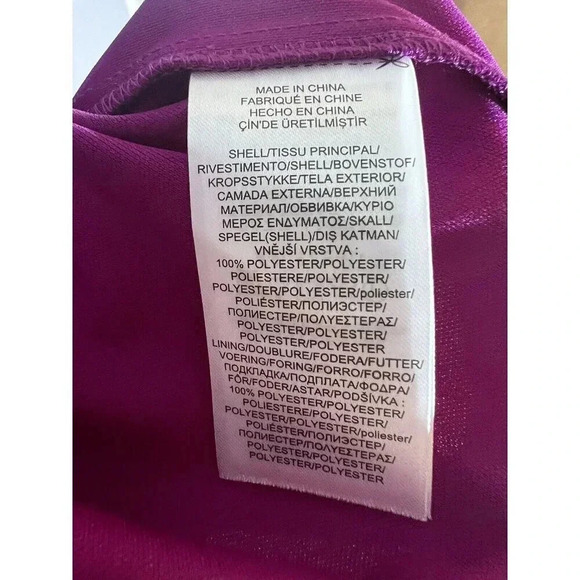 MADE IN CHINA
FABRIQUÉ EN CHINE
HECHO EN CHINA
ÇİN'DE ÜRETİLMİŞTİR
SHELL/TISSU PRINCIPAL/
RIVESTIMENTO/SHELL/BOVENSTOF/
KROPSSTYKKE/TELA EXTERIOR/
CAMADA EXTERNA/ВЕРХНИЙ
МАТЕРИАЛ/ОБВИВКА/ΚΥΡΙΟ
ΜΕΡΟΣ ΕΝΔΥΜΑΤΟΣ/SKALL/
SPEGEL(SHELL)/DIŞ KATMAN/
VNĚJŠÍ VRSTVA :
100% POLYESTER/POLYESTER/
POLIESTERE/POLYESTER/
POLYESTER/POLYESTER/poliester/
POLIÉSTER/ПОЛИЭСТЕР/
ПОЛИЕСТЕР/ΠΟΛΥΕΣΤΕΡΑΣ/
POLYESTER/POLYESTER/
POLYESTER/POLYESTER
LINING/DOUBLURE/FODERA/FUTTER/
VOERING/FORING/FORRO/FORRO/
ПОДКЛАДКА/ПОДПЛАТА/ΦΟΔΡΑ/
FÔR/FODER/ASTAR/PODŠÍVKA :
100% POLYESTER/POLYESTER/
POLIESTERE/POLYESTER/
POLYESTER/POLYESTER/poliester/
POLIÉSTER/ПОЛИЭСТЕР/
ПОЛИЕСТЕР/ΠΟΛΥΕΣΤΕΡΑΣ/
POLYESTER/POLYESTER/
POLYESTER/POLYESTER